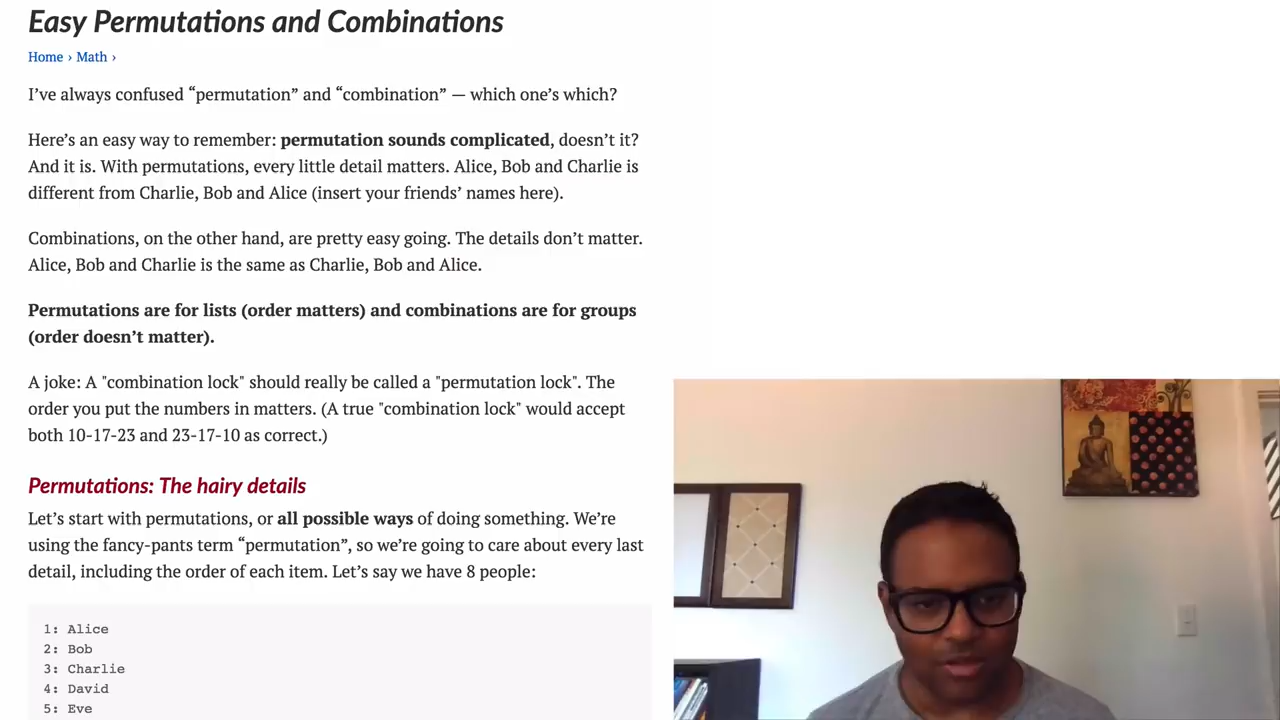 Easy Permutations and Combinations
Home › Math ›
I’ve always confused “permutation” and “combination” — which one’s which?
Here’s an easy way to remember: permutation sounds complicated, doesn’t it?
And it is. With permutations, every little detail matters. Alice, Bob and Charlie is
different from Charlie, Bob and Alice (insert your friends’ names here).
Combinations, on the other hand, are pretty easy going. The details don’t matter.
Alice, Bob and Charlie is the same as Charlie, Bob and Alice.
Permutations are for lists (order matters) and combinations are for groups
(order doesn’t matter).
A joke: A "combination lock" should really be called a "permutation lock". The
order you put the numbers in matters. (A true "combination lock" would accept
both 10-17-23 and 23-17-10 as correct.)
Permutations: The hairy details
Let’s start with permutations, or all possible ways of doing something. We’re
using the fancy-pants term “permutation”, so we’re going to care about every last
detail, including the order of each item. Let’s say we have 8 people:
1: Alice
2: Bob
3: Charlie
4: David
5: Eve